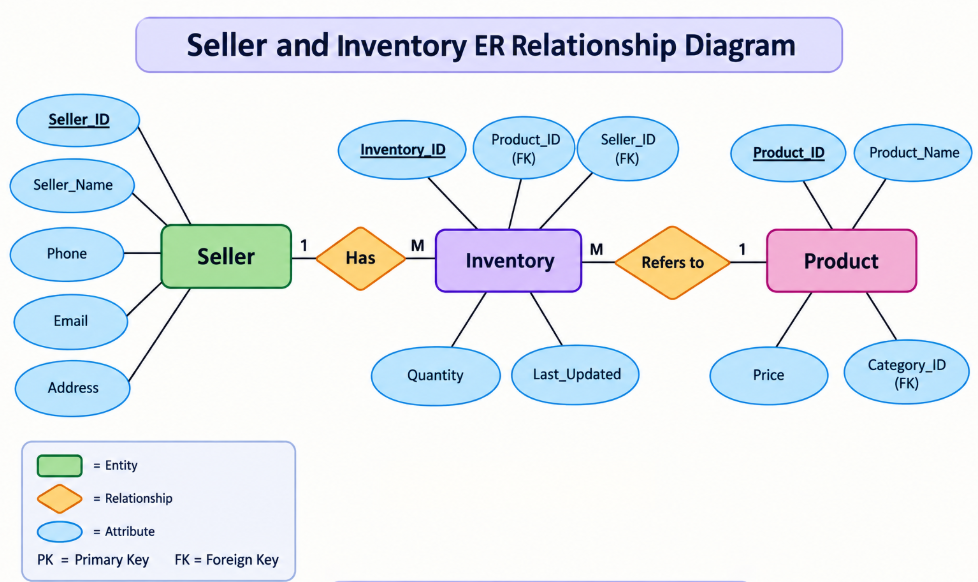 Seller and Inventory ER Relationship Diagram
Seller_ID
Seller_Name
Phone
Email
Address
Seller
1
Has
M
Inventory_ID
Product_ID
(FK)
Seller_ID
(FK)
Inventory
Quantity
Last_Updated
M
Refers to
1
Product_ID
Product_Name
Product
Price
Category_ID
(FK)
= Entity
= Relationship
= Attribute
PK = Primary Key FK = Foreign Key